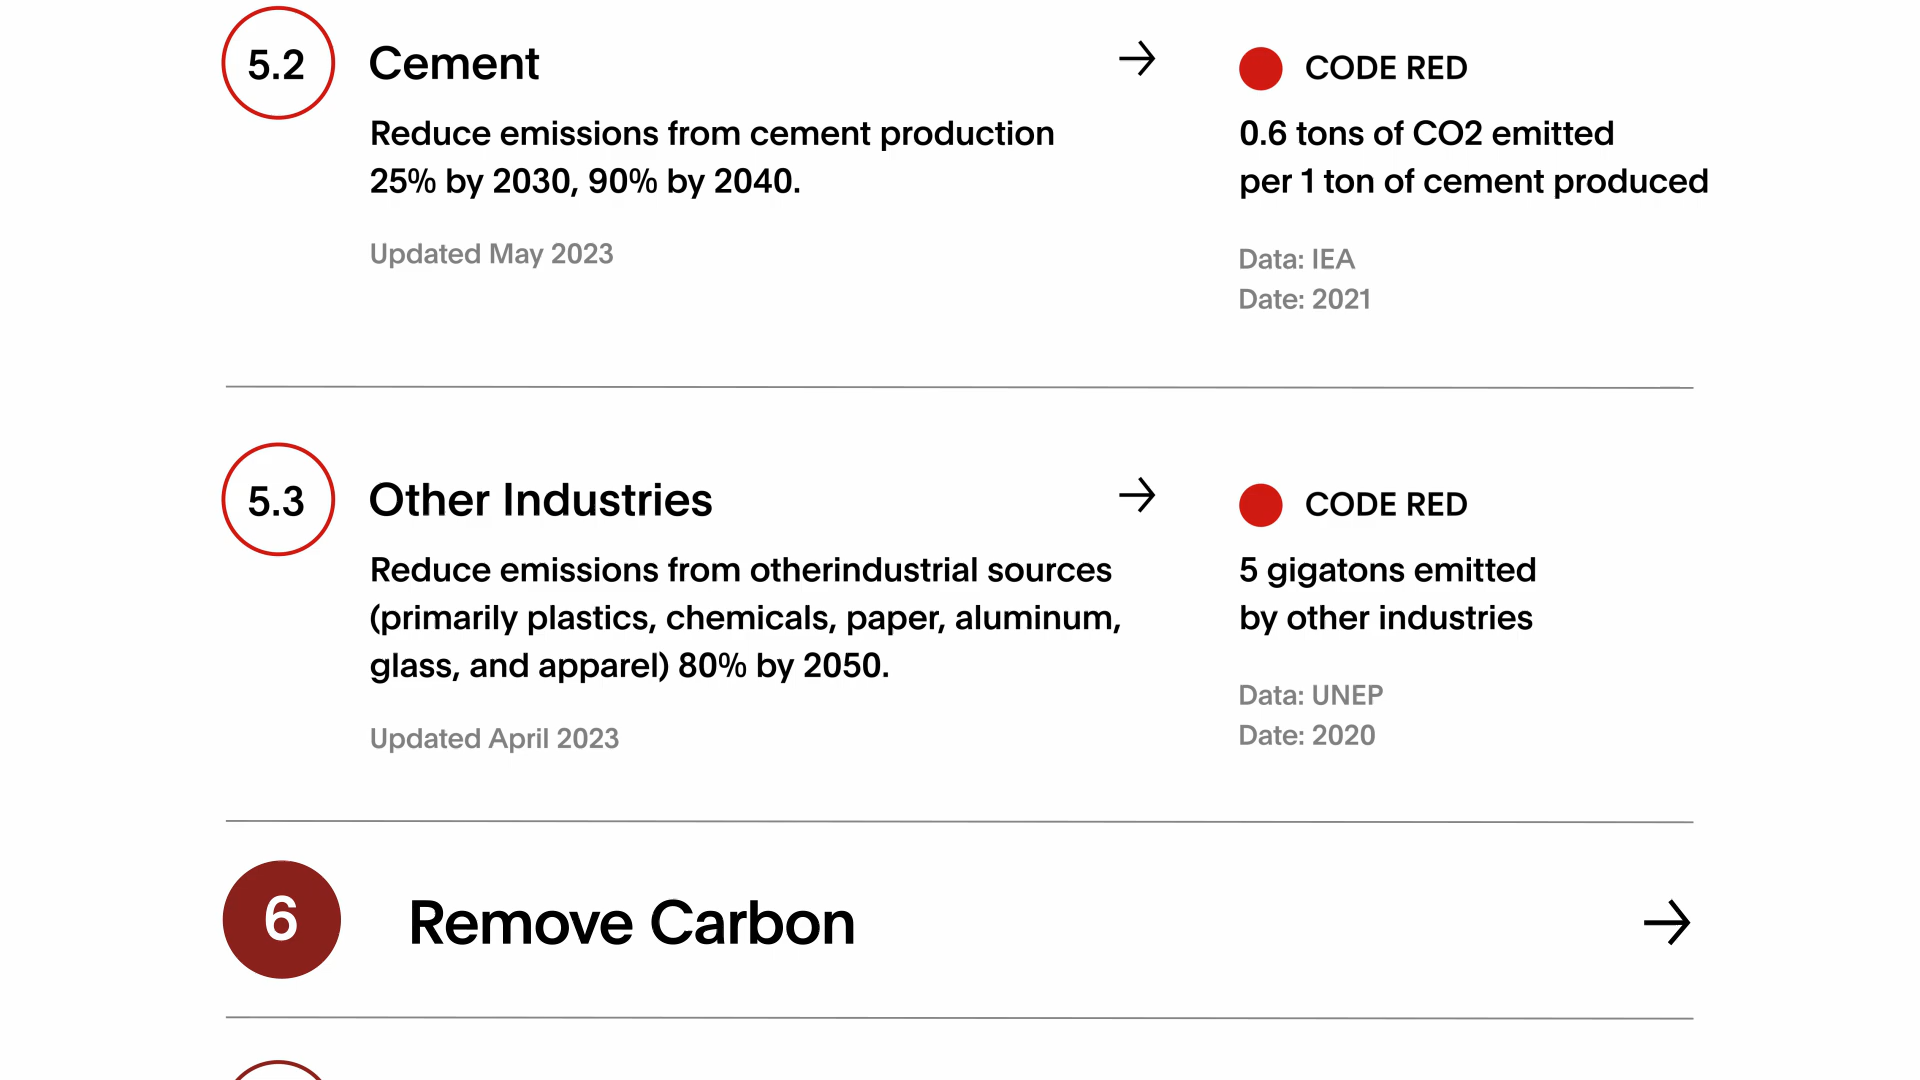 5.2
Cement
CODE RED
Reduce emissions from cement production
25% by 2030, 90% by 2040.
0.6 tons of CO2 emitted
per 1 ton of cement produced
Updated May 2023
Data: IEA
Date: 2021
5.3
Other Industries
CODE RED
Reduce emissions from otherindustrial sources
(primarily plastics, chemicals, paper, aluminum,
glass, and apparel) 80% by 2050.
5 gigatons emitted
by other industries
Updated April 2023
Data: UNEP
Date: 2020
6
Remove Carbon